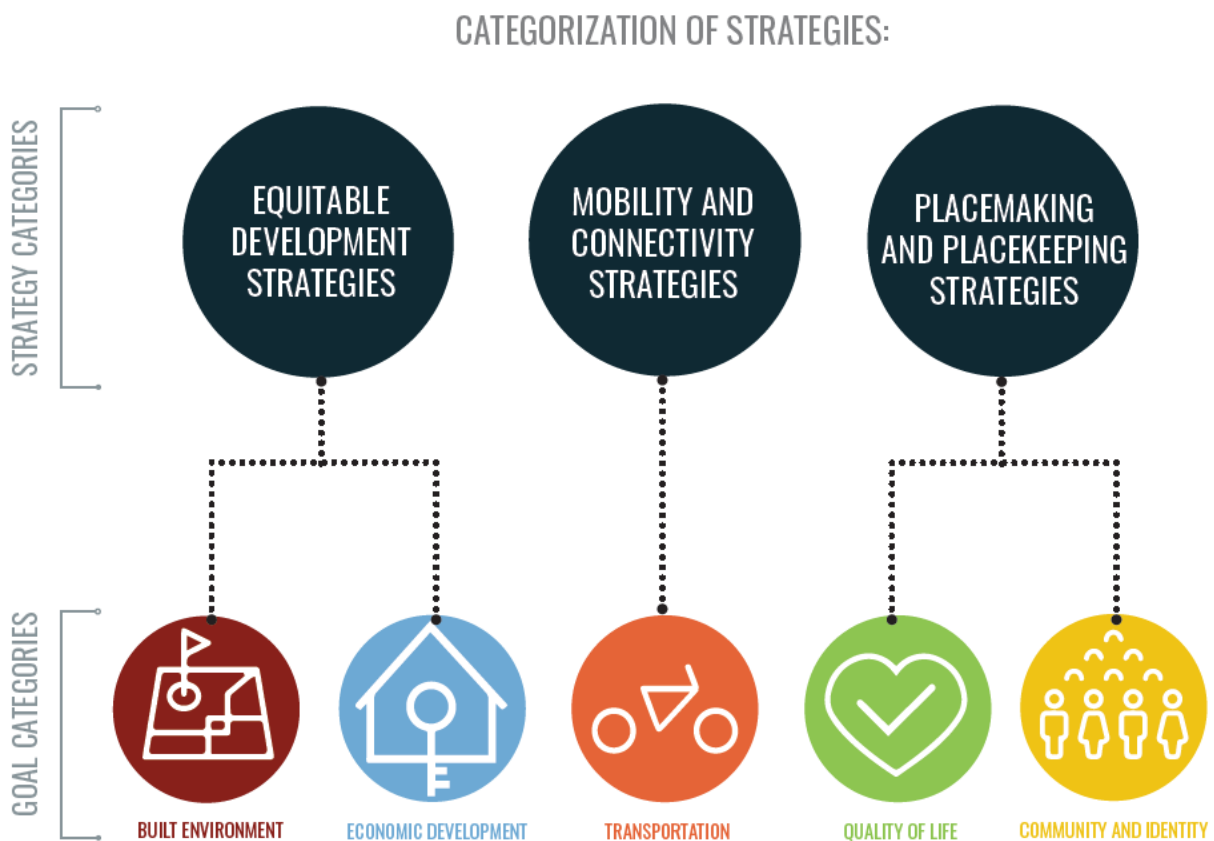 CATEGORIZATION OF STRATEGIES:
STRATEGY CATEGORIES
EQUITABLE
DEVELOPMENT
STRATEGIES
MOBILITY AND
CONNECTIVITY
STRATEGIES
PLACEMAKING
AND PLACEKEEPING
STRATEGIES
GOAL CATEGORIES
BUILT ENVIRONMENT
ECONOMIC DEVELOPMENT
TRANSPORTATION
QUALITY OF LIFE
COMMUNITY AND IDENTITY